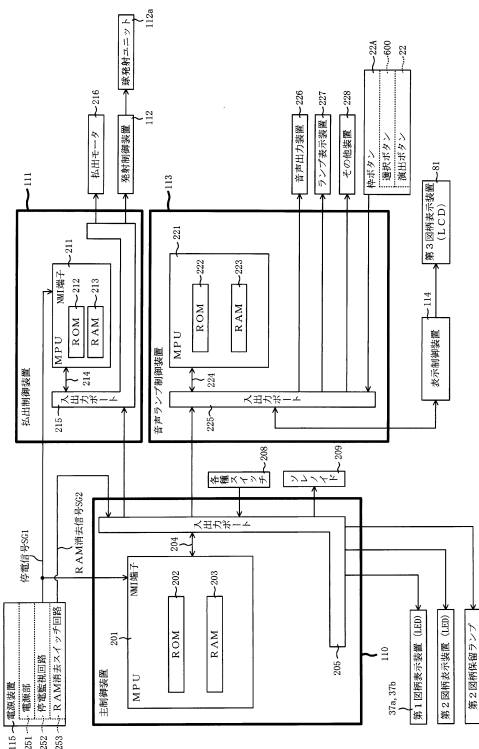 115
電源装置
251
電源部
252
停電監視回路
253
RAM消去スイッチ回路
停電信号SG1
RAM消去信号SG2
111
払出制御装置
211
MPU
NMI端子
ROM
212
RAM
213
214
215
入出力ポート
216
払出モータ
112
発射制御装置
112a
球発射ユニット
113
音声ランプ制御装置
221
MPU
ROM
222
RAM
223
224
225
入出力ポート
226
音声出力装置
227
ランプ表示装置
228
その他装置
22A
枠ボタン
600
選択ボタン
22
演出ボタン
81
第3図柄表示装置
(LCD)
114
表示制御装置
110
主制御装置
201
MPU
NMI端子
ROM
202
RAM
203
204
205
入出力ポート
208
各種スイッチ
209
ソレノイド
37a, 37b
第1図柄表示装置(LED)
第2図柄表示装置(LED)
第2図柄保留ランプ